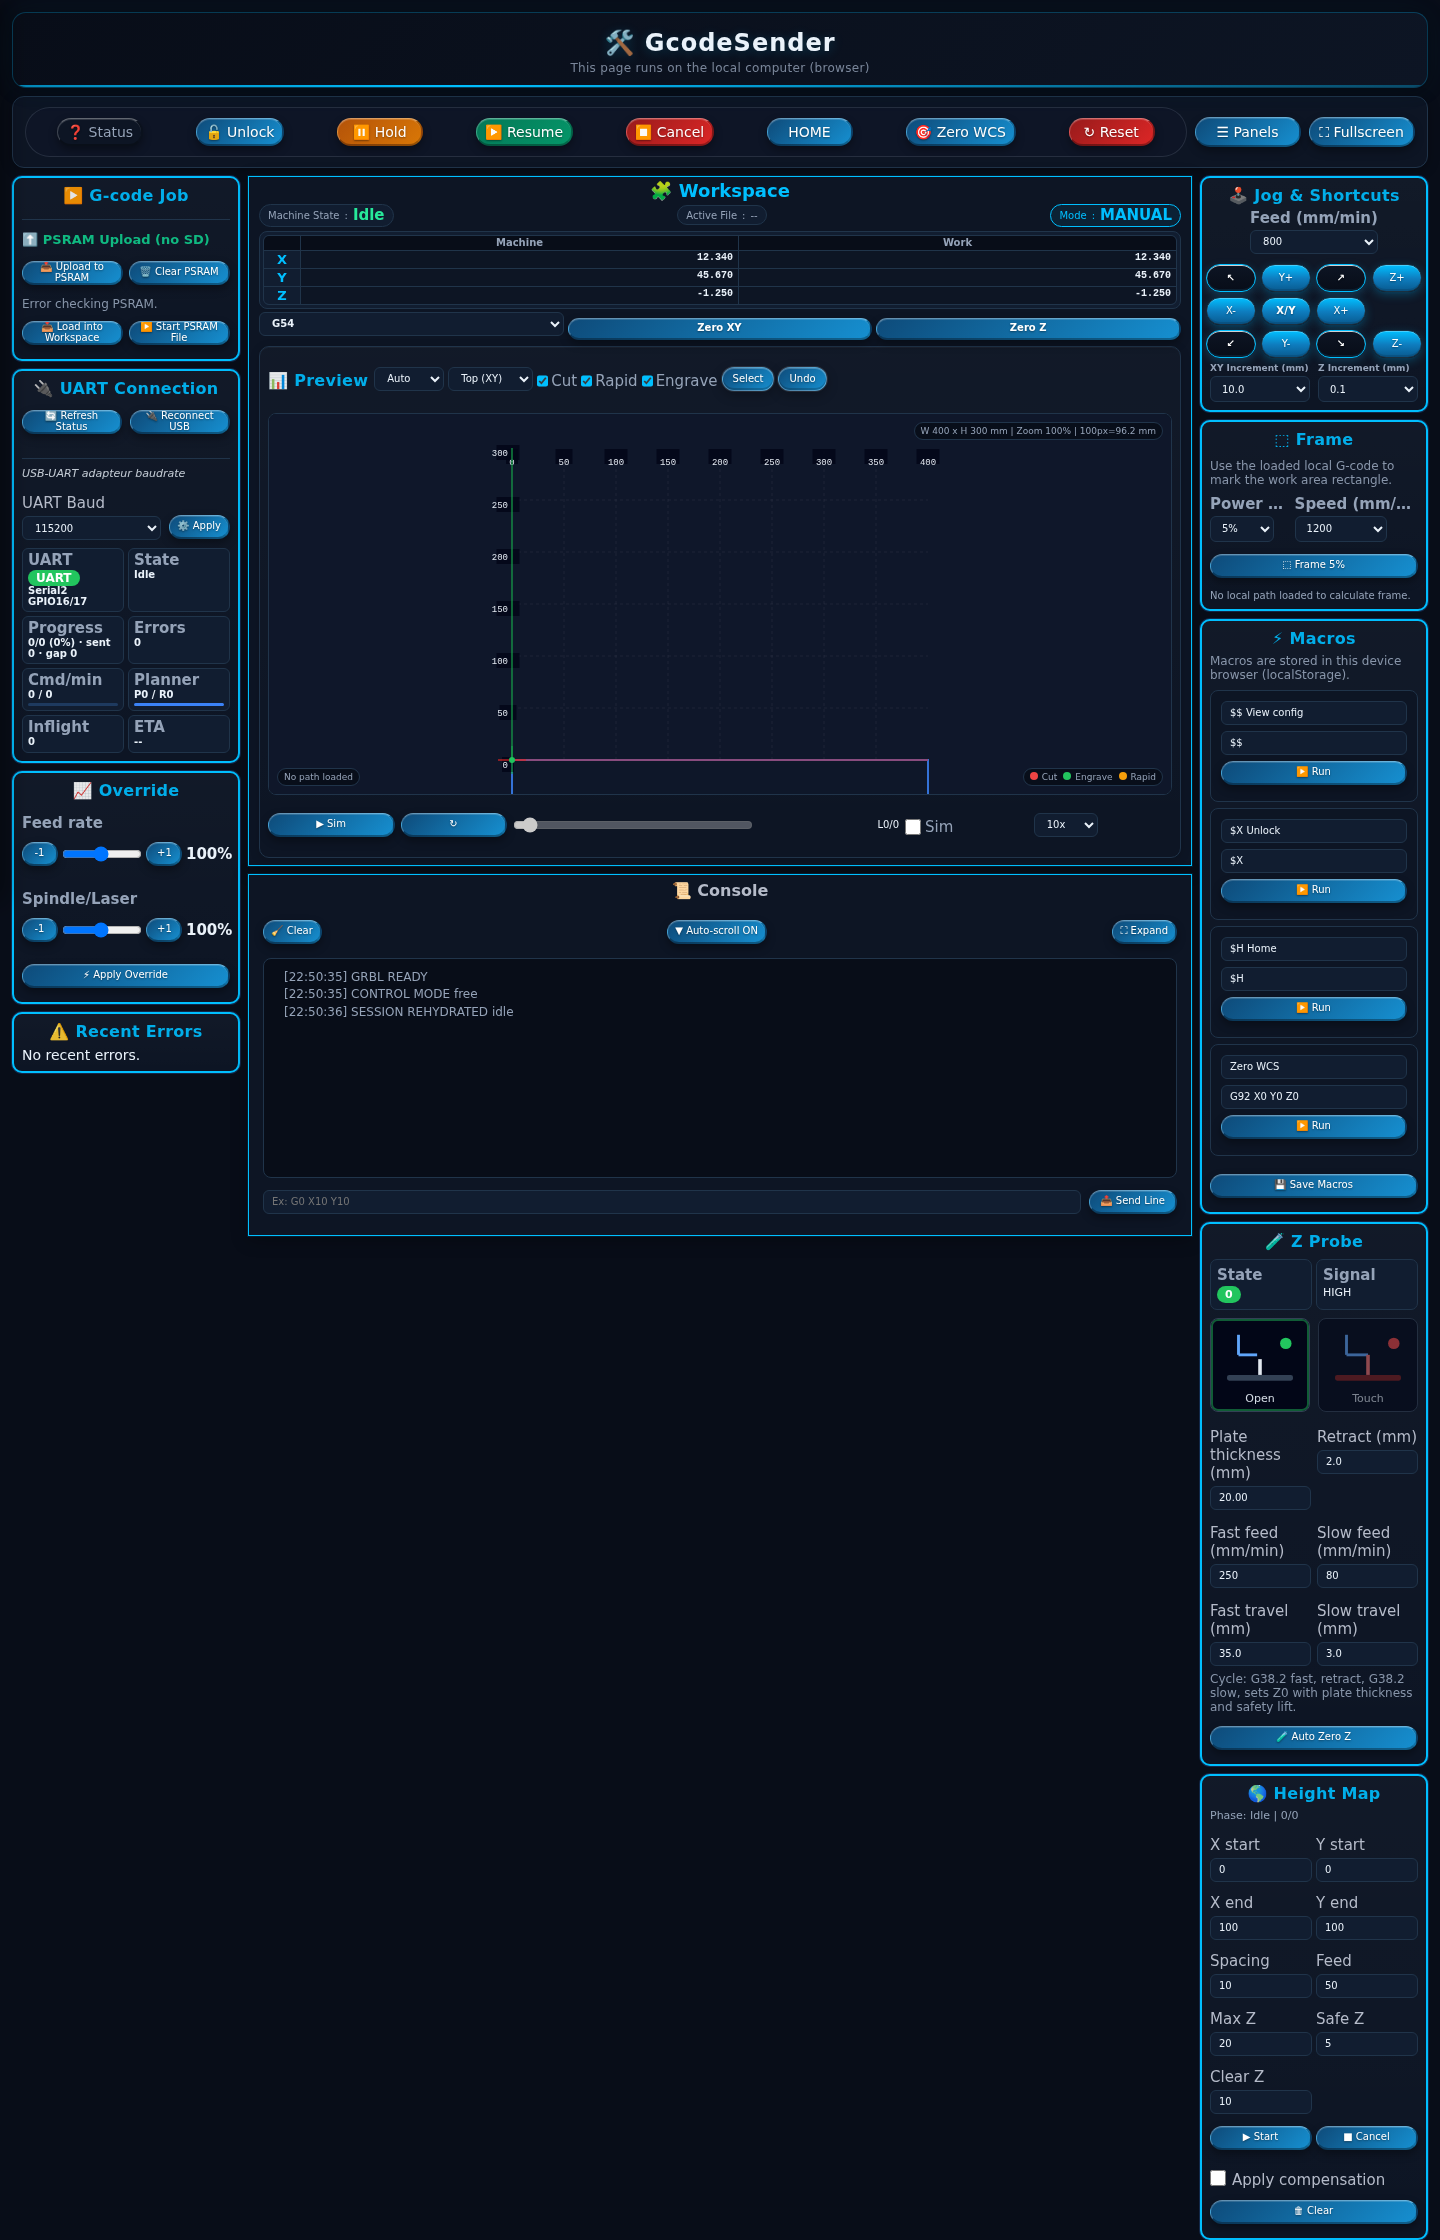 🛠️ GcodeSender
This page runs on the local computer (browser)
❓ Status
🔓 Unlock
⏸️ Hold
▶️ Resume
⏹️ Cancel
HOME
🎯 Zero WCS
↻ Reset
☰ Panels
⛶ Fullscreen
▶️ G-code Job
⬆️ PSRAM Upload (no SD)
📥 Upload to
PSRAM
🗑️ Clear PSRAM
Error checking PSRAM.
📥 Load into
Workspace
▶️ Start PSRAM
File
🔌 UART Connection
🔄 Refresh
Status
🔌 Reconnect
USB
USB-UART adapteur baudrate
UART Baud
115200
⚙️ Apply
UART
UART
Serial2
GPIO16/17
State
Idle
Progress
0/0 (0%) · sent
0 · gap 0
Errors
0
Cmd/min
0 / 0
Planner
P0 / R0
Inflight
0
ETA
--
📈 Override
Feed rate
-1
+1
100%
Spindle/Laser
-1
+1
100%
⚡ Apply Override
⚠️ Recent Errors
No recent errors.
🧩 Workspace
Machine State : Idle
Active File : --
Mode : MANUAL
Machine
Work
X 12.340 12.340
Y 45.670 45.670
Z -1.250 -1.250
G54
Zero XY
Zero Z
📊 Preview
Auto
Top (XY)
Cut
Rapid
Engrave
Select
Undo
W 400 x H 300 mm | Zoom 100% | 100px≈96.2 mm
300
0 50 100 150 200 250 300 350 400
250
200
150
100
50
0
No path loaded
Cut
Engrave
Rapid
▶ Sim
↻
L0/0
Sim
10x
📜 Console
🧹 Clear
▼ Auto-scroll ON
⛶ Expand
[22:50:35] GRBL READY
[22:50:35] CONTROL MODE free
[22:50:36] SESSION REHYDRATED idle
Ex: G0 X10 Y10
📤 Send Line
🕹️ Jog & Shortcuts
Feed (mm/min)
800
↖ Y+ ↗ Z+
X- X/Y X+
↙ Y- ↘ Z-
XY Increment (mm)
Z Increment (mm)
10.0
0.1
⬚ Frame
Use the loaded local G-code to
mark the work area rectangle.
Power ...
Speed (mm/...
5%
1200
⬚ Frame 5%
No local path loaded to calculate frame.
⚡ Macros
Macros are stored in this device
browser (localStorage).
$$ View config
$$
▶️ Run
$X Unlock
$X
▶️ Run
$H Home
$H
▶️ Run
Zero WCS
G92 X0 Y0 Z0
▶️ Run
💾 Save Macros
🧪 Z Probe
State
0
Signal
HIGH
Open
Touch
Plate
thickness
(mm)
20.00
Retract (mm)
2.0
Fast feed
(mm/min)
250
Slow feed
(mm/min)
80
Fast travel
(mm)
35.0
Slow travel
(mm)
3.0
Cycle: G38.2 fast, retract, G38.2
slow, sets Z0 with plate thickness
and safety lift.
🧪 Auto Zero Z
🌎 Height Map
Phase: Idle | 0/0
X start
0
Y start
0
X end
100
Y end
100
Spacing
10
Feed
50
Max Z
20
Safe Z
5
Clear Z
10
▶ Start
■ Cancel
Apply compensation
🗑 Clear